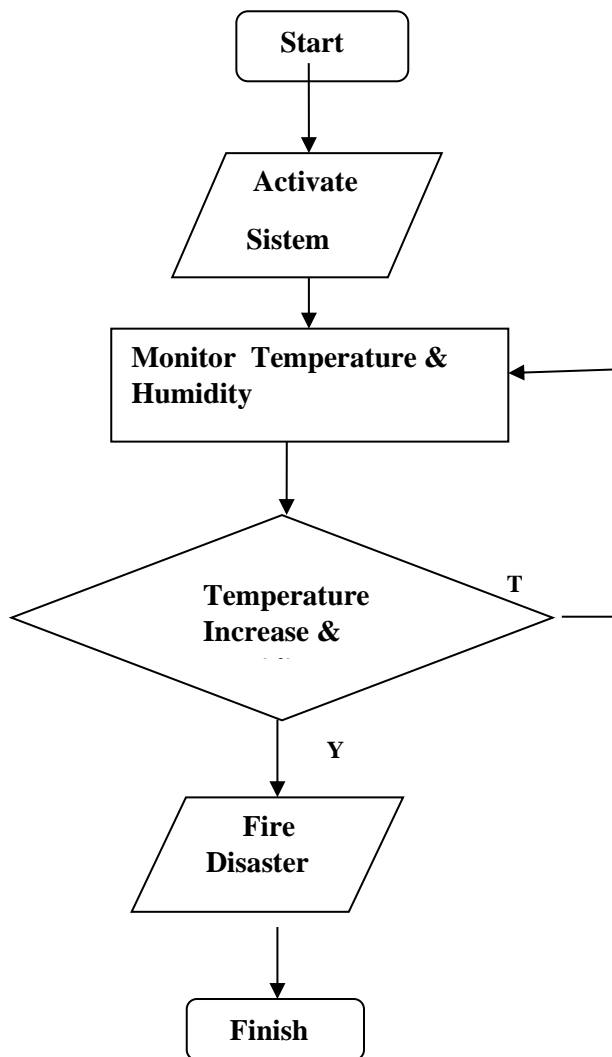 Start
Activate
Sistem
Monitor Temperature &
Humidity
Temperature
Increase &
T
Y
Fire
Disaster
Finish